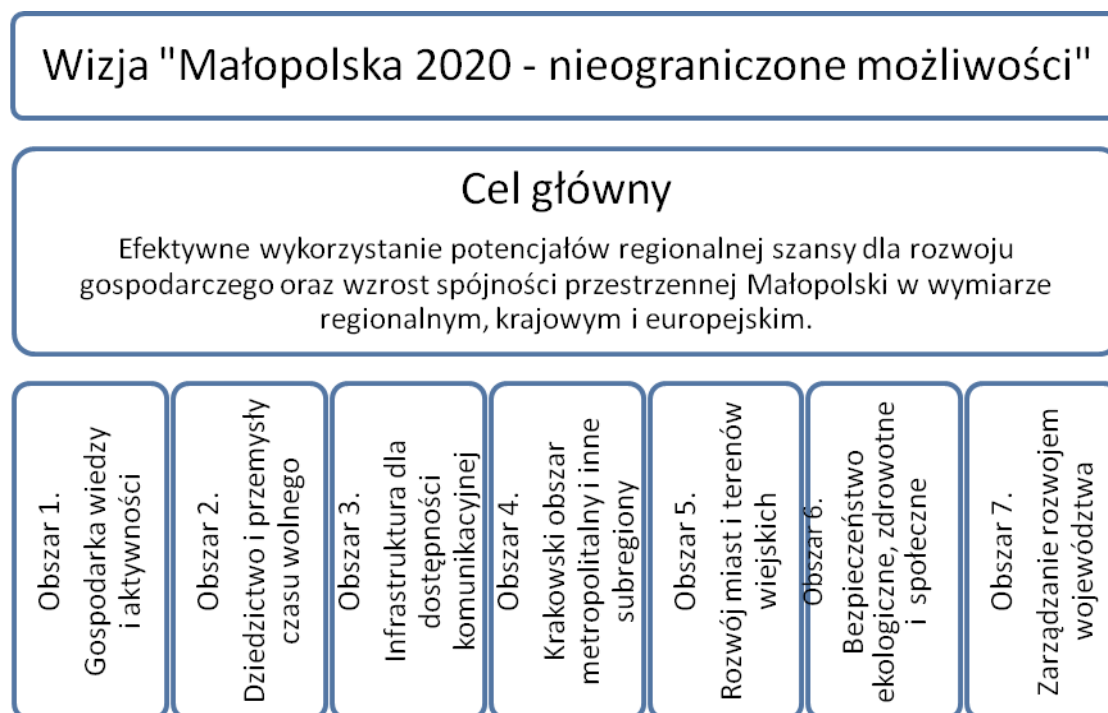 Wizja "Małopolska 2020 - nieograniczone możliwości"
Cel główny
Efektywne wykorzystanie potencjałów regionalnej szansy dla rozwoju
gospodarczego oraz wzrost spójności przestrzennej Małopolski w wymiarze
regionalnym, krajowym i europejskim.
Obszar 1.
Gospodarka wiedzy
i aktywności
Obszar 2.
Dziedzictwo i przemysły
czasu wolnego
Obszar 3.
Infrastruktura dla
dostępności
komunikacyjnej
Obszar 4.
Krakowski obszar
metropolitalny i inne
subregiony
Obszar 5.
Rozwój miast i terenów
wiejskich
Obszar 6.
Bezpieczeństwo
ekologiczne, zdrowotne
i społeczne
Obszar 7.
Zarządzanie rozwojem
województwa